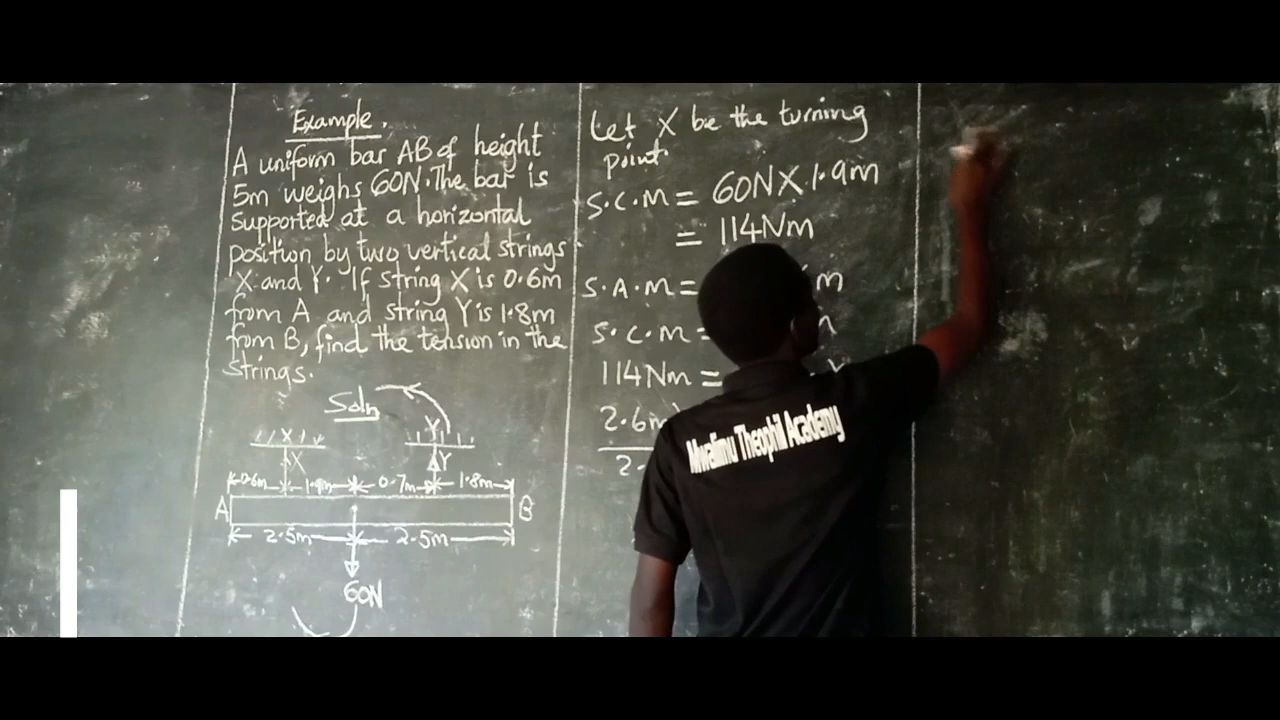 Example.
A uniform bar AB of height
5m weighs 60N. The bar is
supported at a horizontal
position by two vertical strings
X and Y. If string X is 0.6m
from A and string Y is 1.8m
from B, find the tension in the
strings.
Soln
X Y
X Y
0.6m 1.9m 0.7m 1.8m
A B
2.5m 2.5m
60N
Let X be the turning
point.
S.C.M = 60N X 1.9m
= 114Nm
S.A.M = m
S.C.M =
114Nm =
2.6m
2.
Mwalimu Theophil Academy